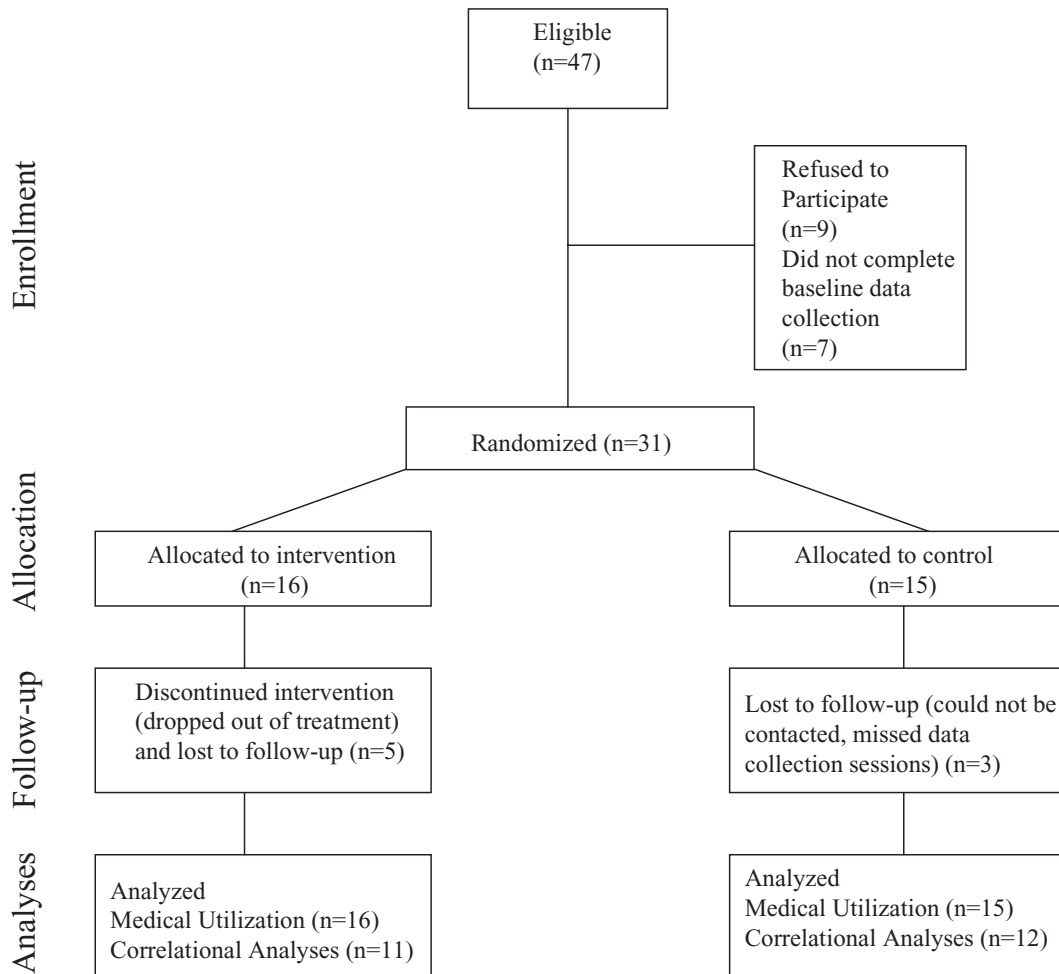 Enrollment
Eligible
(n=47)
Refused to
Participate
(n=9)
Did not complete
baseline data
collection
(n=7)
Randomized (n=31)
Allocation
Allocated to intervention
(n=16)
Allocated to control
(n=15)
Follow-up
Discontinued intervention
(dropped out of treatment)
and lost to follow-up (n=5)
Lost to follow-up (could not be
contacted, missed data
collection sessions) (n=3)
Analyses
Analyzed
Medical Utilization (n=16)
Correlational Analyses (n=11)
Analyzed
Medical Utilization (n=15)
Correlational Analyses (n=12)